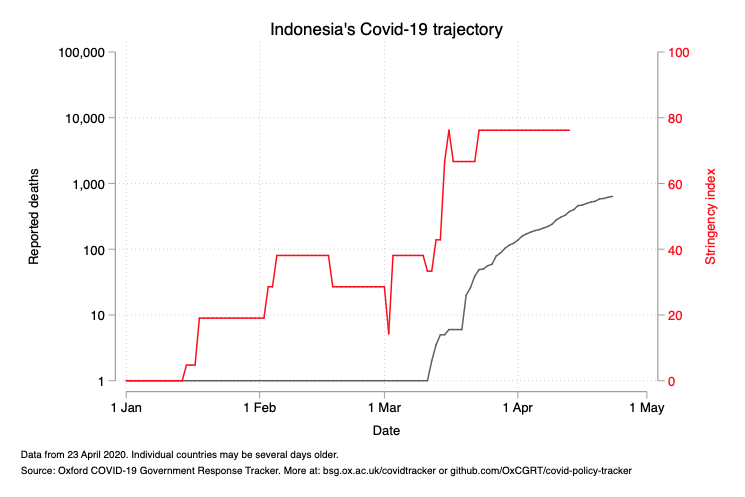 Indonesia's Covid-19 trajectory
100,000
10,000
1,000
100
10
1
Reported deaths
100
80
60
40
20
0
Stringency index
1 Jan
1 Feb
1 Mar
1 Apr
1 May
Date
Data from 23 April 2020. Individual countries may be several days older.
Source: Oxford COVID-19 Government Response Tracker. More at: bsg.ox.ac.uk/covidtracker or github.com/OxCGRT/covid-policy-tracker